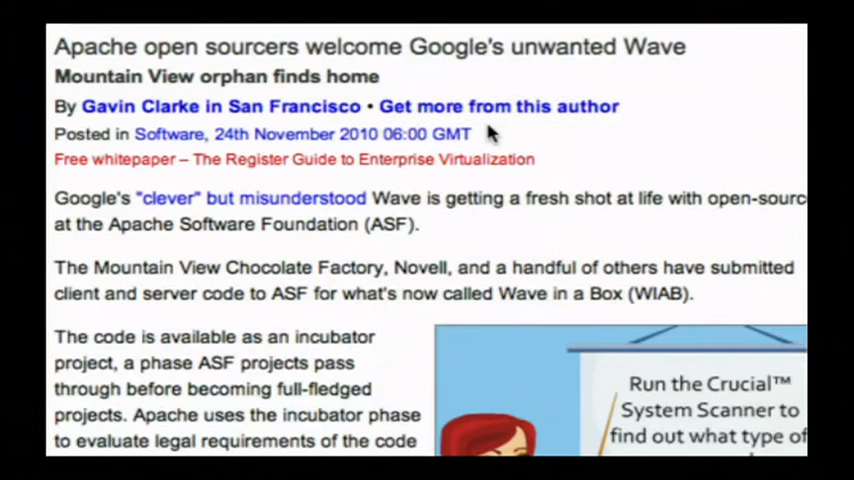 Apache open sourcers welcome Google's unwanted Wave
Mountain View orphan finds home
By Gavin Clarke in San Francisco • Get more from this author
Posted in Software, 24th November 2010 06:00 GMT
Free whitepaper – The Register Guide to Enterprise Virtualization
Google's "clever" but misunderstood Wave is getting a fresh shot at life with open-sourc
at the Apache Software Foundation (ASF).
The Mountain View Chocolate Factory, Novell, and a handful of others have submitted
client and server code to ASF for what's now called Wave in a Box (WIAB).
The code is available as an incubator
project, a phase ASF projects pass
through before becoming full-fledged
projects. Apache uses the incubator phase
to evaluate legal requirements of the code
Run the Crucial™
System Scanner to
find out what type of